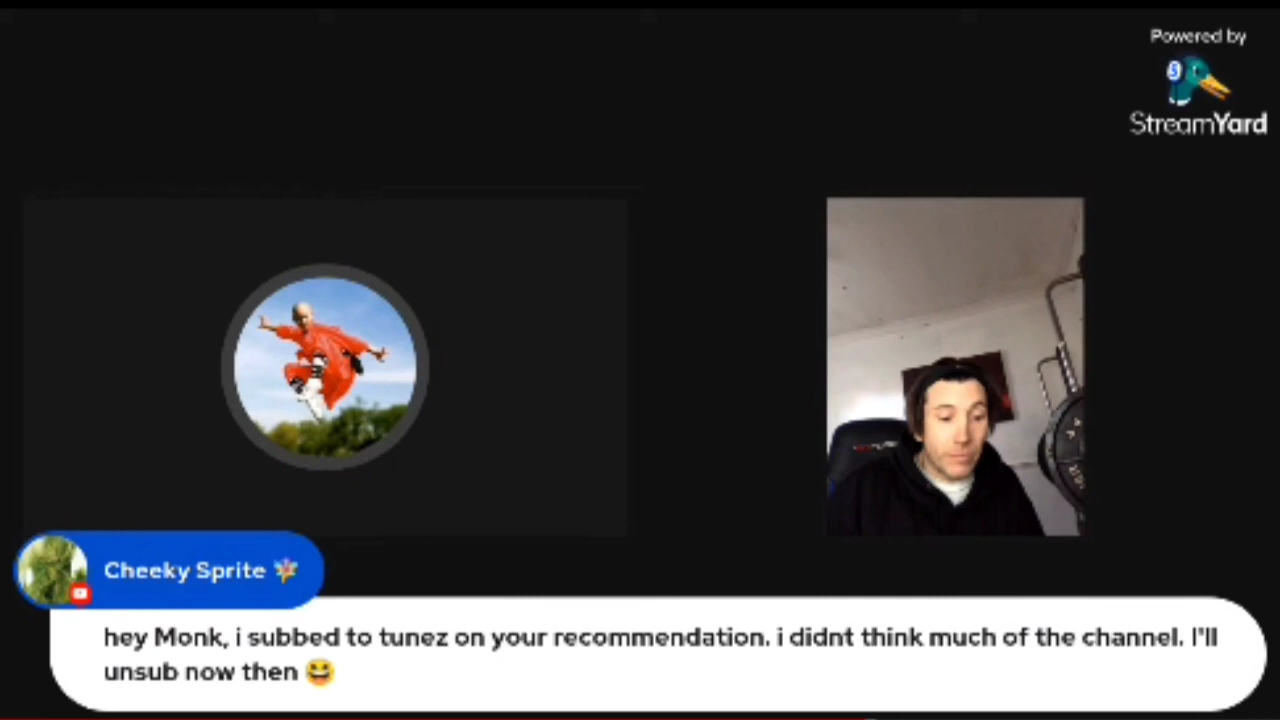 Powered by
StreamYard
Cheeky Sprite 🧚
hey Monk, i subbed to tunez on your recommendation. i didnt think much of the channel. I'll
unsub now then 😆